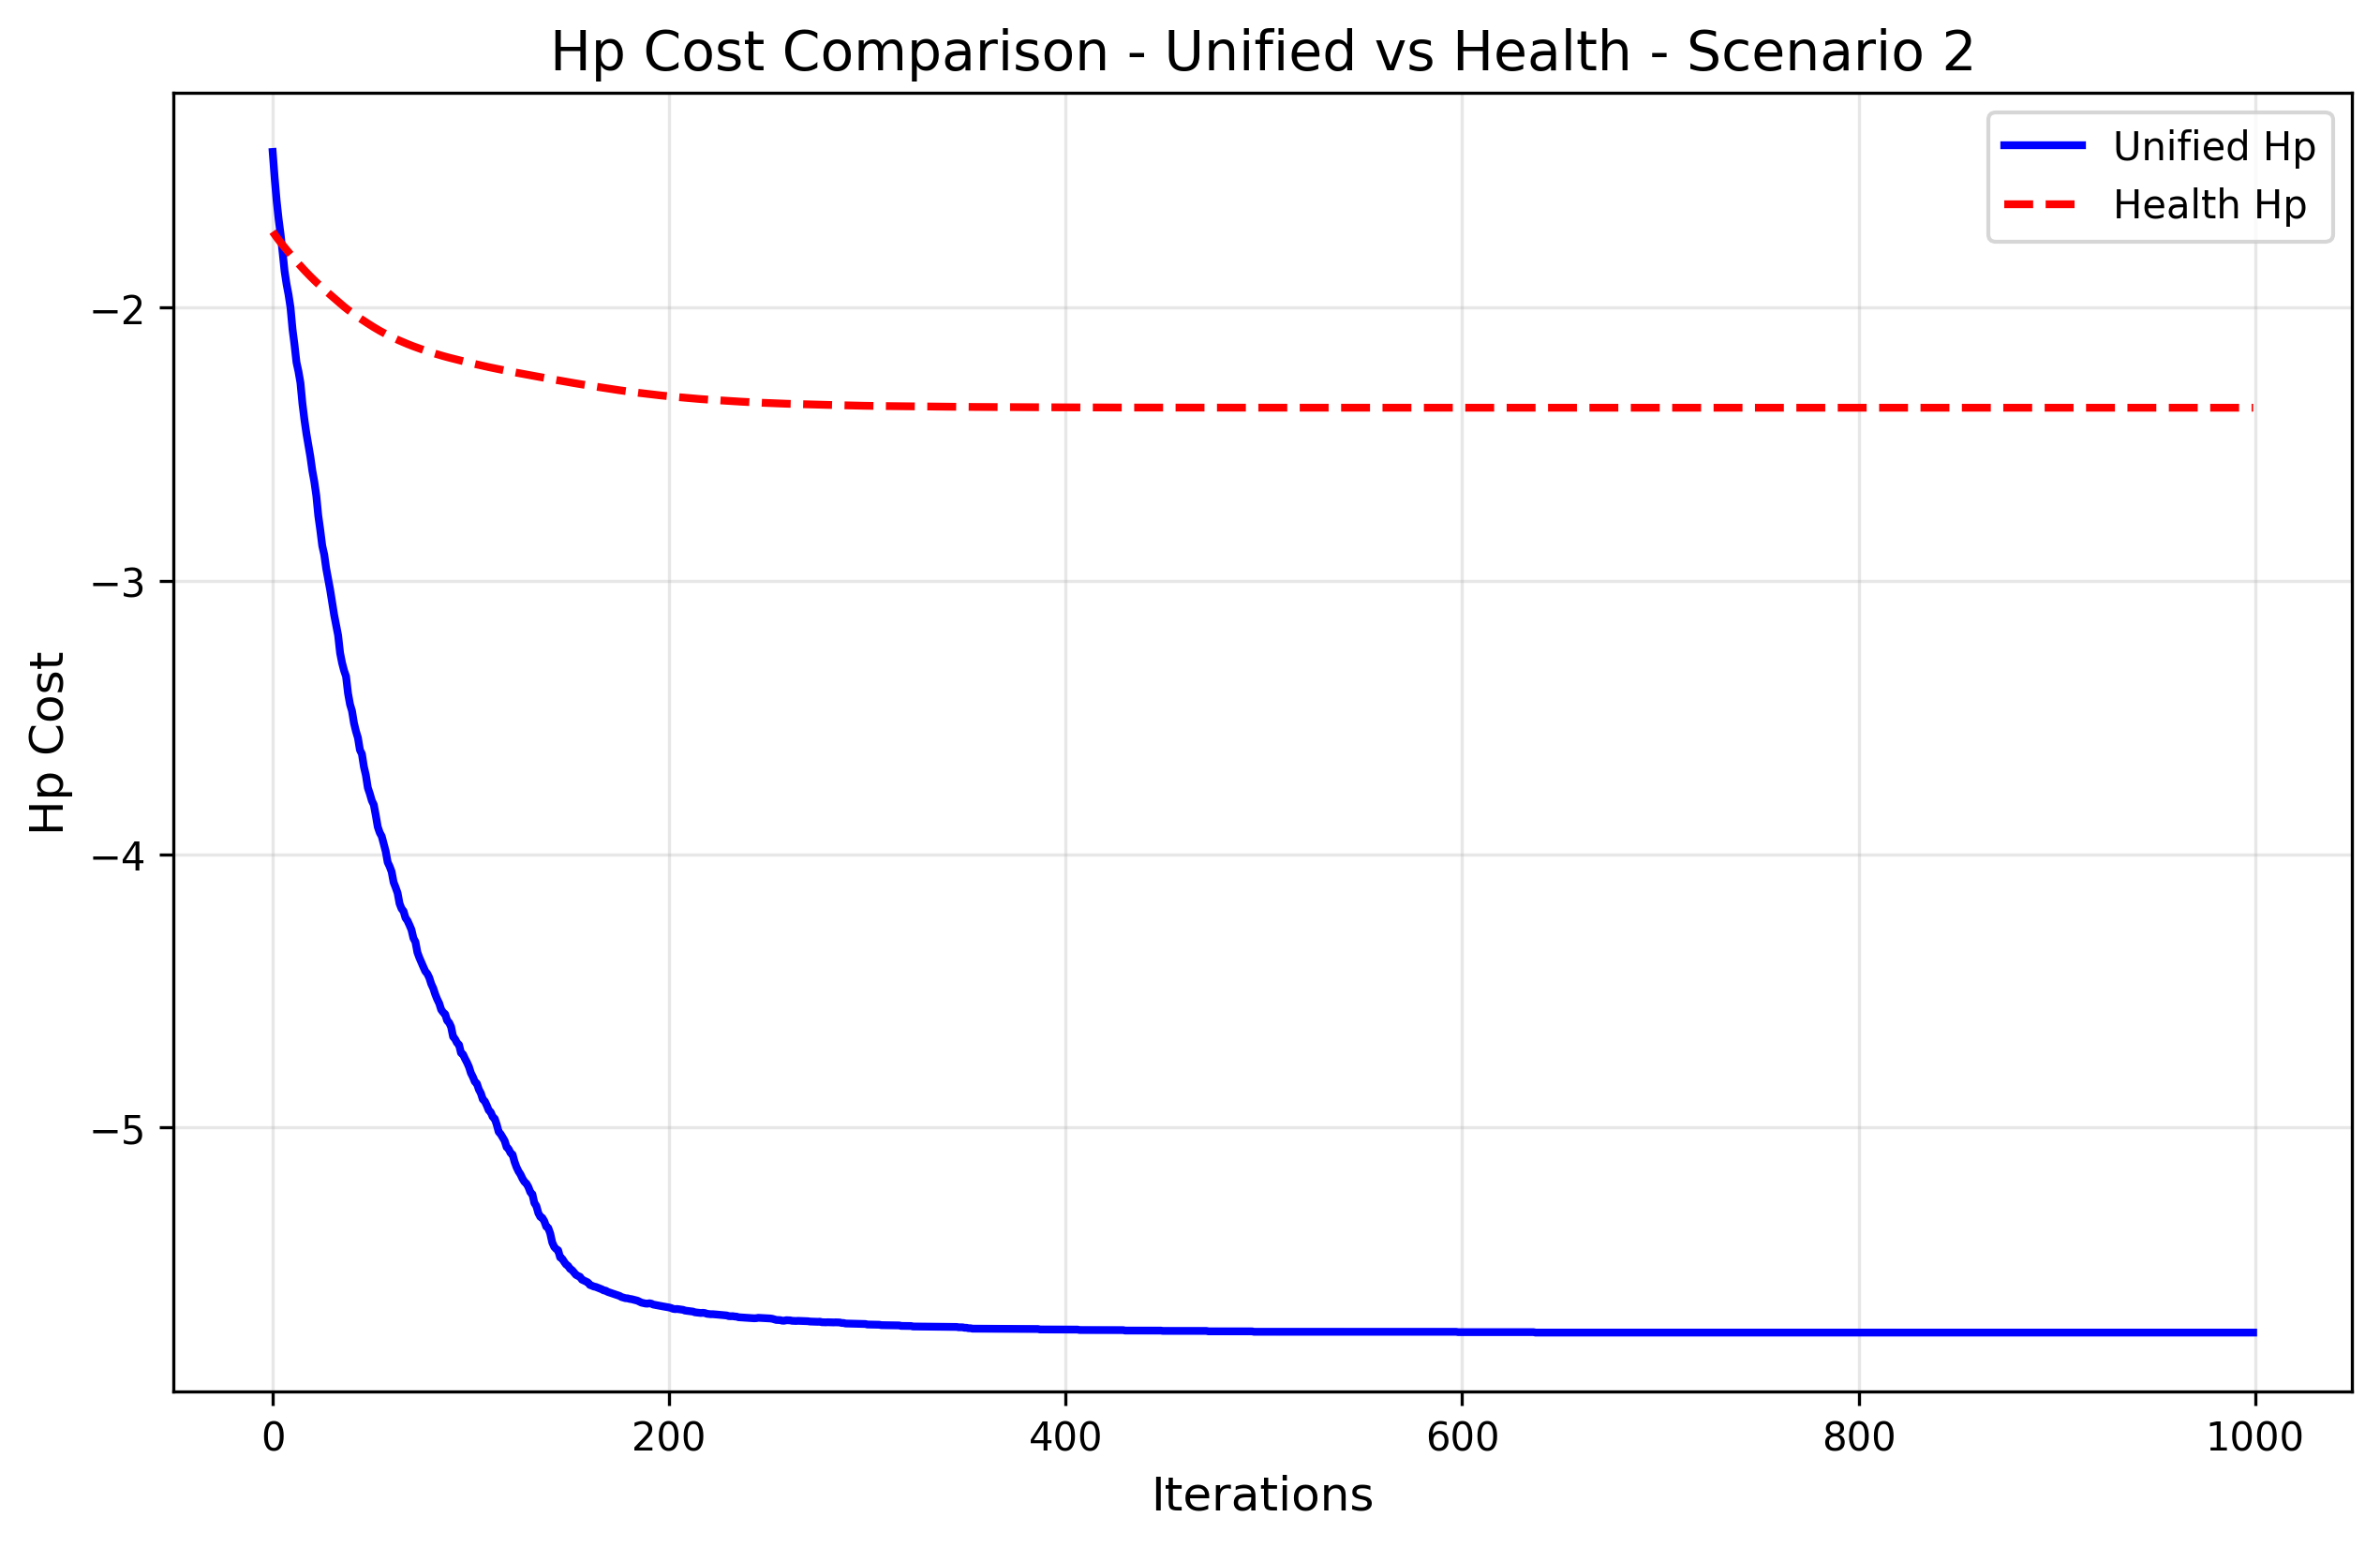 Hp Cost Comparison - Unified vs Health - Scenario 2
Unified Hp
Health Hp
Hp Cost
−2
−3
−4
−5
0 200 400 600 800 1000
Iterations